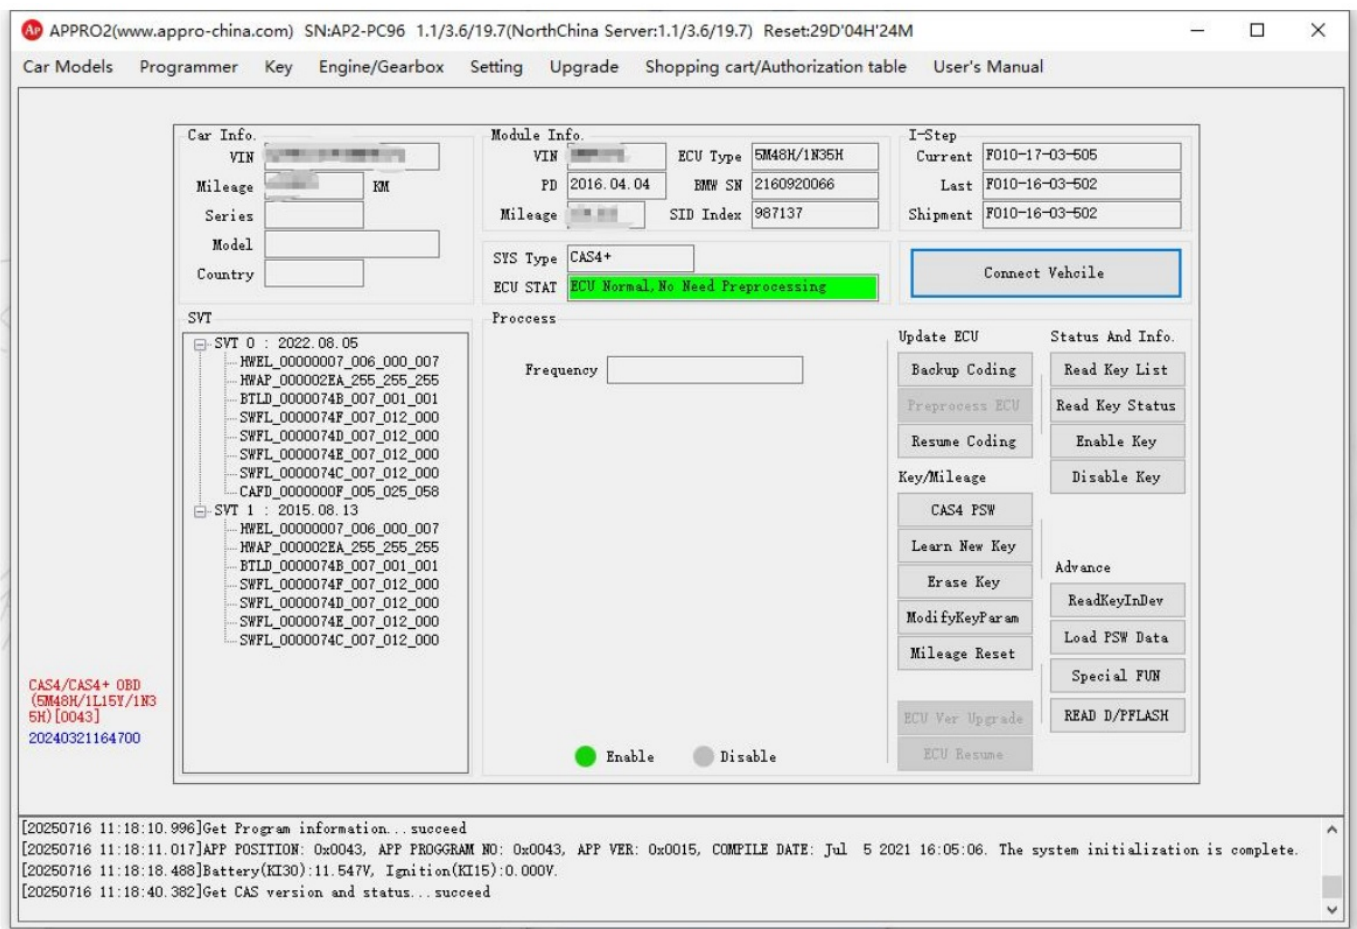 AP APPRO2(www.appro-china.com) SN:AP2-PC96 1.1/3.6/19.7(NorthChina Server:1.1/3.6/19.7) Reset:29D'04H'24M
Car Models Programmer Key Engine/Gearbox Setting Upgrade Shopping cart/Authorization table User's Manual
Car Info.
VIN
Mileage KM
Series
Model
Country
Module Info.
VIN ECU Type 5M48H/1N35H
PD 2016.04.04 BMW SN 2160920066
Mileage SID Index 987137
SYS Type CAS4+
ECU STAT ECU Normal,No Need Preprocessing
I-Step
Current F010-17-03-505
Last F010-16-03-502
Shipment F010-16-03-502
Connect Vehcile
SVT
SVT 0 : 2022.08.05
HWEL_00000007_006_000_007
HWAP_000002EA_255_255_255
BTLD_0000074B_007_001_001
SWFL_0000074F_007_012_000
SWFL_0000074D_007_012_000
SWFL_0000074E_007_012_000
SWFL_0000074C_007_012_000
CAFD_0000000F_005_025_058
SVT 1 : 2015.08.13
HWEL_00000007_006_000_007
HWAP_000002EA_255_255_255
BTLD_0000074B_007_001_001
SWFL_0000074F_007_012_000
SWFL_0000074D_007_012_000
SWFL_0000074E_007_012_000
SWFL_0000074C_007_012_000
Proccess
Frequency
Enable Disable
Update ECU
Backup Coding
Preprocess ECU
Resume Coding
Key/Mileage
CAS4 PSW
Learn New Key
Erase Key
ModifyKeyParam
Mileage Reset
ECU Ver Upgrade
ECU Resume
Status And Info.
Read Key List
Read Key Status
Enable Key
Disable Key
Advance
ReadKeyInDev
Load PSW Data
Special FUN
READ D/PFLASH
CAS4/CAS4+ OBD
(5M48H/1L15Y/1N3
5H)[0043]
20240321164700
[20250716 11:18:10.996]Get Program information...succeed
[20250716 11:18:11.017]APP POSITION: 0x0043, APP PROGGRAM NO: 0x0043, APP VER: 0x0015, COMPILE DATE: Jul 5 2021 16:05:06. The system initialization is complete.
[20250716 11:18:18.488]Battery(KI30):11.547V, Ignition(KI15):0.000V.
[20250716 11:18:40.382]Get CAS version and status...succeed